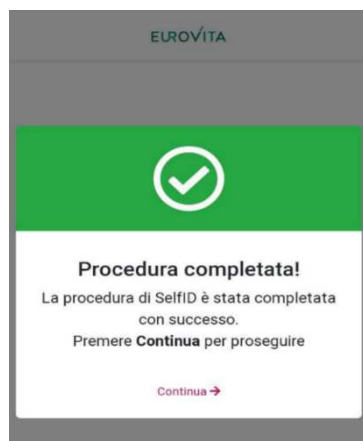 EUROVITA
Procedura completata!
La procedura di SelfID è stata completata
con successo.
Premere Continua per proseguire
Continua →